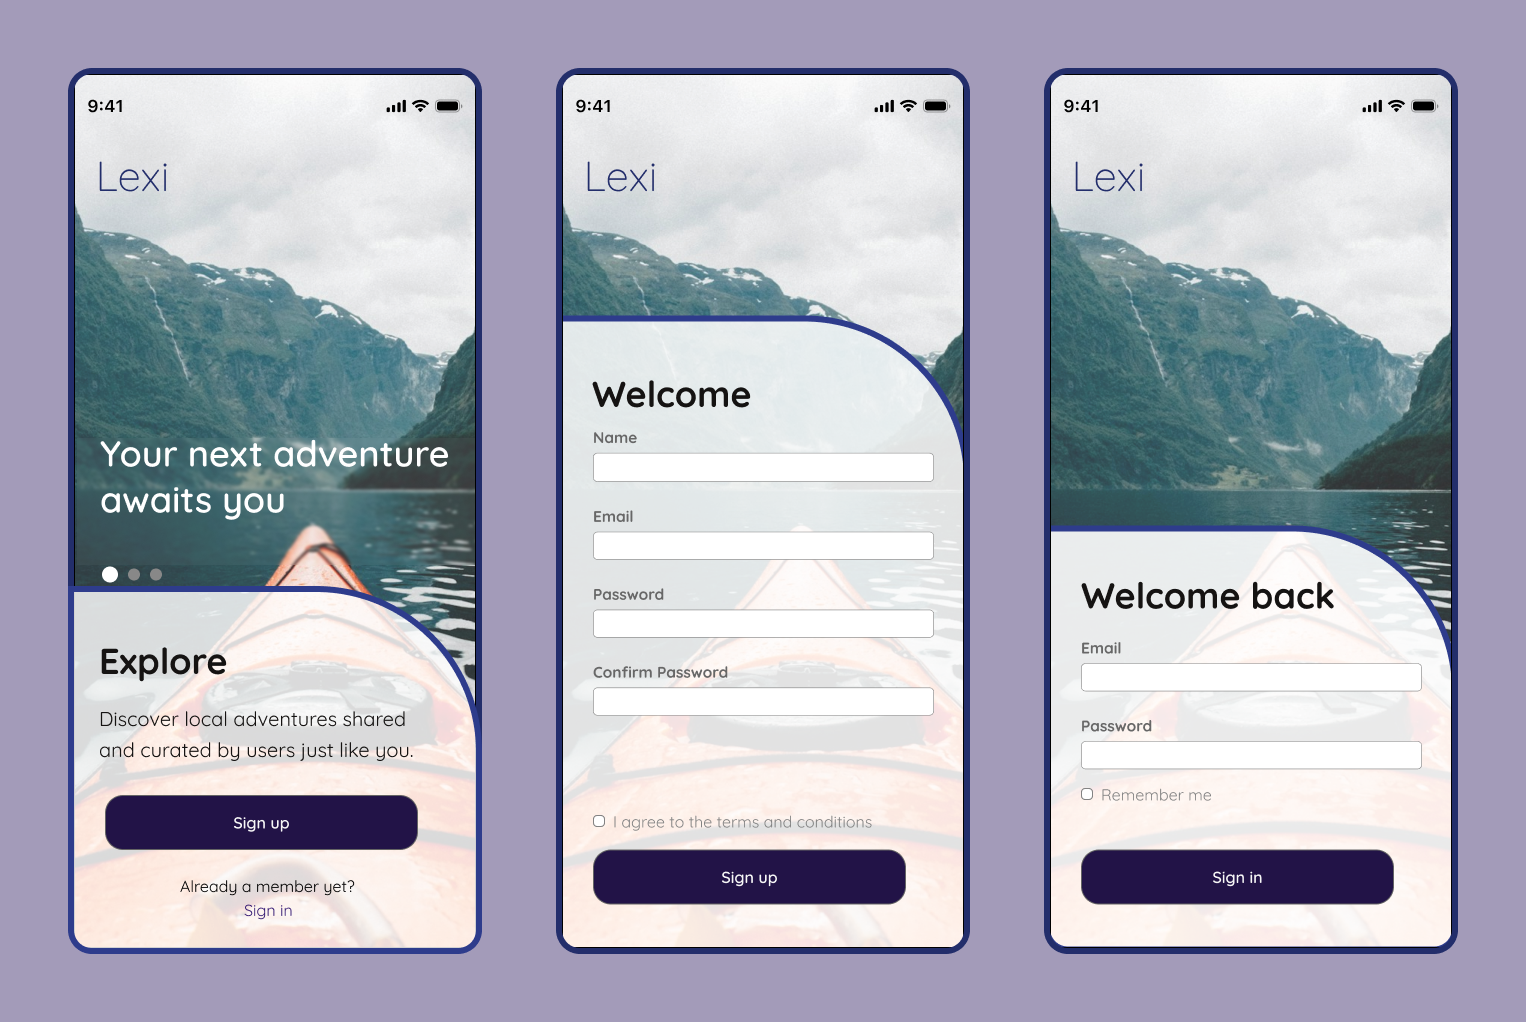 9:41
Lexi
Your next adventure
awaits you
Explore
Discover local adventures shared
and curated by users just like you.
Sign up
Already a member yet?
Sign in
9:41
Lexi
Welcome
Name
Email
Password
Confirm Password
I agree to the terms and conditions
Sign up
9:41
Lexi
Welcome back
Email
Password
Remember me
Sign in